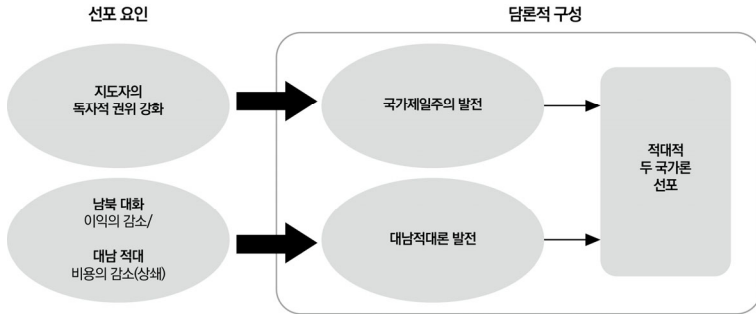 선포 요인
담론적 구성
지도자의
독자적 권위 강화
국가제일주의 발전
적대적
두 국가론
선포
남북 대화
이익의 감소/
대남 적대
비용의 감소(상쇄)
대남적대론 발전